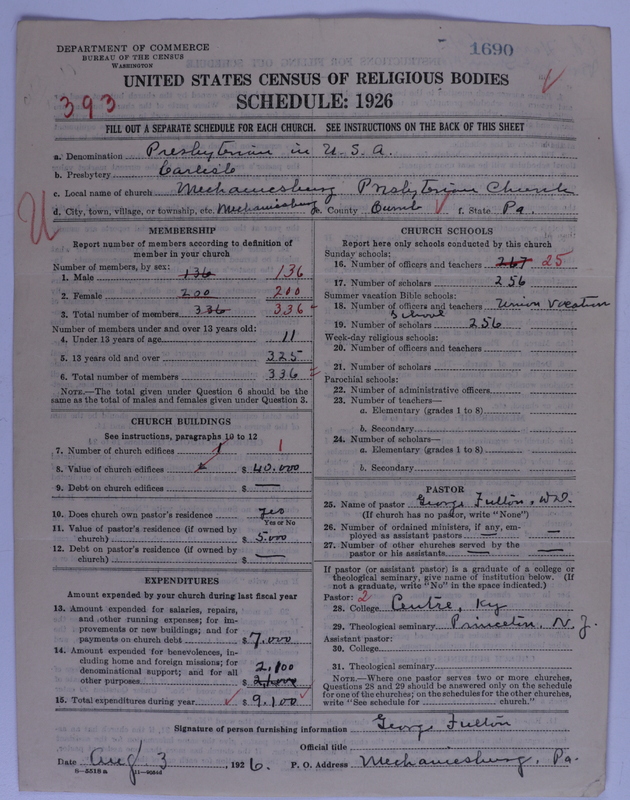 DEPARTMENT OF COMMERCE
BUREAU OF THE CENSUS
WASHINGTON
1690
UNITED STATES CENSUS OF RELIGIOUS BODIES
393
SCHEDULE: 1926
FILL OUT A SEPARATE SCHEDULE FOR EACH CHURCH. SEE INSTRUCTIONS ON THE BACK OF THIS SHEET
a. Denomination Presbyterian in U.S.A.
b. Presbytery Carlisle
c. Local name of church Mechanicsburg Presbyterian Church
d. City, town, village, or township, etc. Mechanicsburg e. County Cumb f. State Pa.
MEMBERSHIP
Report number of members according to definition of
member in your church
Number of members, by sex:
1. Male 136 136
2. Female 200 200
3. Total number of members 336 336
Number of members under and over 13 years old:
4. Under 13 years of age 11
5. 13 years old and over 325
6. Total number of members 336
NOTE.—The total given under Question 6 should be
same as the total of males and females given under Question 3.
CHURCH BUILDINGS
See instructions, paragraphs 10 to 12
7. Number of church edifices 1 1
8. Value of church edifices $ 40.000
9. Debt on church edifices $ —
10. Does church own pastor's residence yes
Yes or No
11. Value of pastor's residence (if owned by
church) $ 5.000
12. Debt on pastor's residence (if owned by
church) $ —
EXPENDITURES
Amount expended by your church during last fiscal year
13. Amount expended for salaries, repairs,
and other running expenses; for im-
provements or new buildings; and for
payments on church debt $ 7,000
14. Amount expended for benevolences, in-
cluding home and foreign missions; for
denominational support; and for all 2,100
other purposes $
15. Total expenditures during year $ 9,100
CHURCH SCHOOLS
Report here only schools conducted by this church
Sunday schools:
16. Number of officers and teachers 267 25
17. Number of scholars 256
Summer vacation Bible schools:
18. Number of officers and teachers Union Vacation
School
19. Number of scholars 256
Week-day religious schools:
20. Number of officers and teachers
21. Number of scholars
Parochial schools:
22. Number of administrative officers
23. Number of teachers—
a. Elementary (grades 1 to 8)
b. Secondary
24. Number of scholars—
a. Elementary (grades 1 to 8)
b. Secondary
PASTOR
25. Name of pastor George Fulton, D.D.
(If church has no pastor, write "None")
26. Number of ordained ministers, if any, em-
ployed as assistant pastors — —
27. Number of other churches served by the
pastor or his assistants — —
If pastor (or assistant pastor) is a graduate of a college or
theological seminary, give name of institution below. (If
not a graduate, write "No" in the space indicated.)
Pastor: 2
28. College Centre, Ky
29. Theological seminary Princeton, N.J.
Assistant pastor:
30. College
31. Theological seminary
NOTE.—Where one pastor serves two or more churches,
Questions 28 and 29 should be answered only on the schedule
for one of the churches; on the schedules for the other churches,
write "See schedule for church."
Signature of person furnishing information George Fulton
Official title
Date Aug 3, 1926. P. O. Address Mechanicsburg, Pa.
8—5518 a